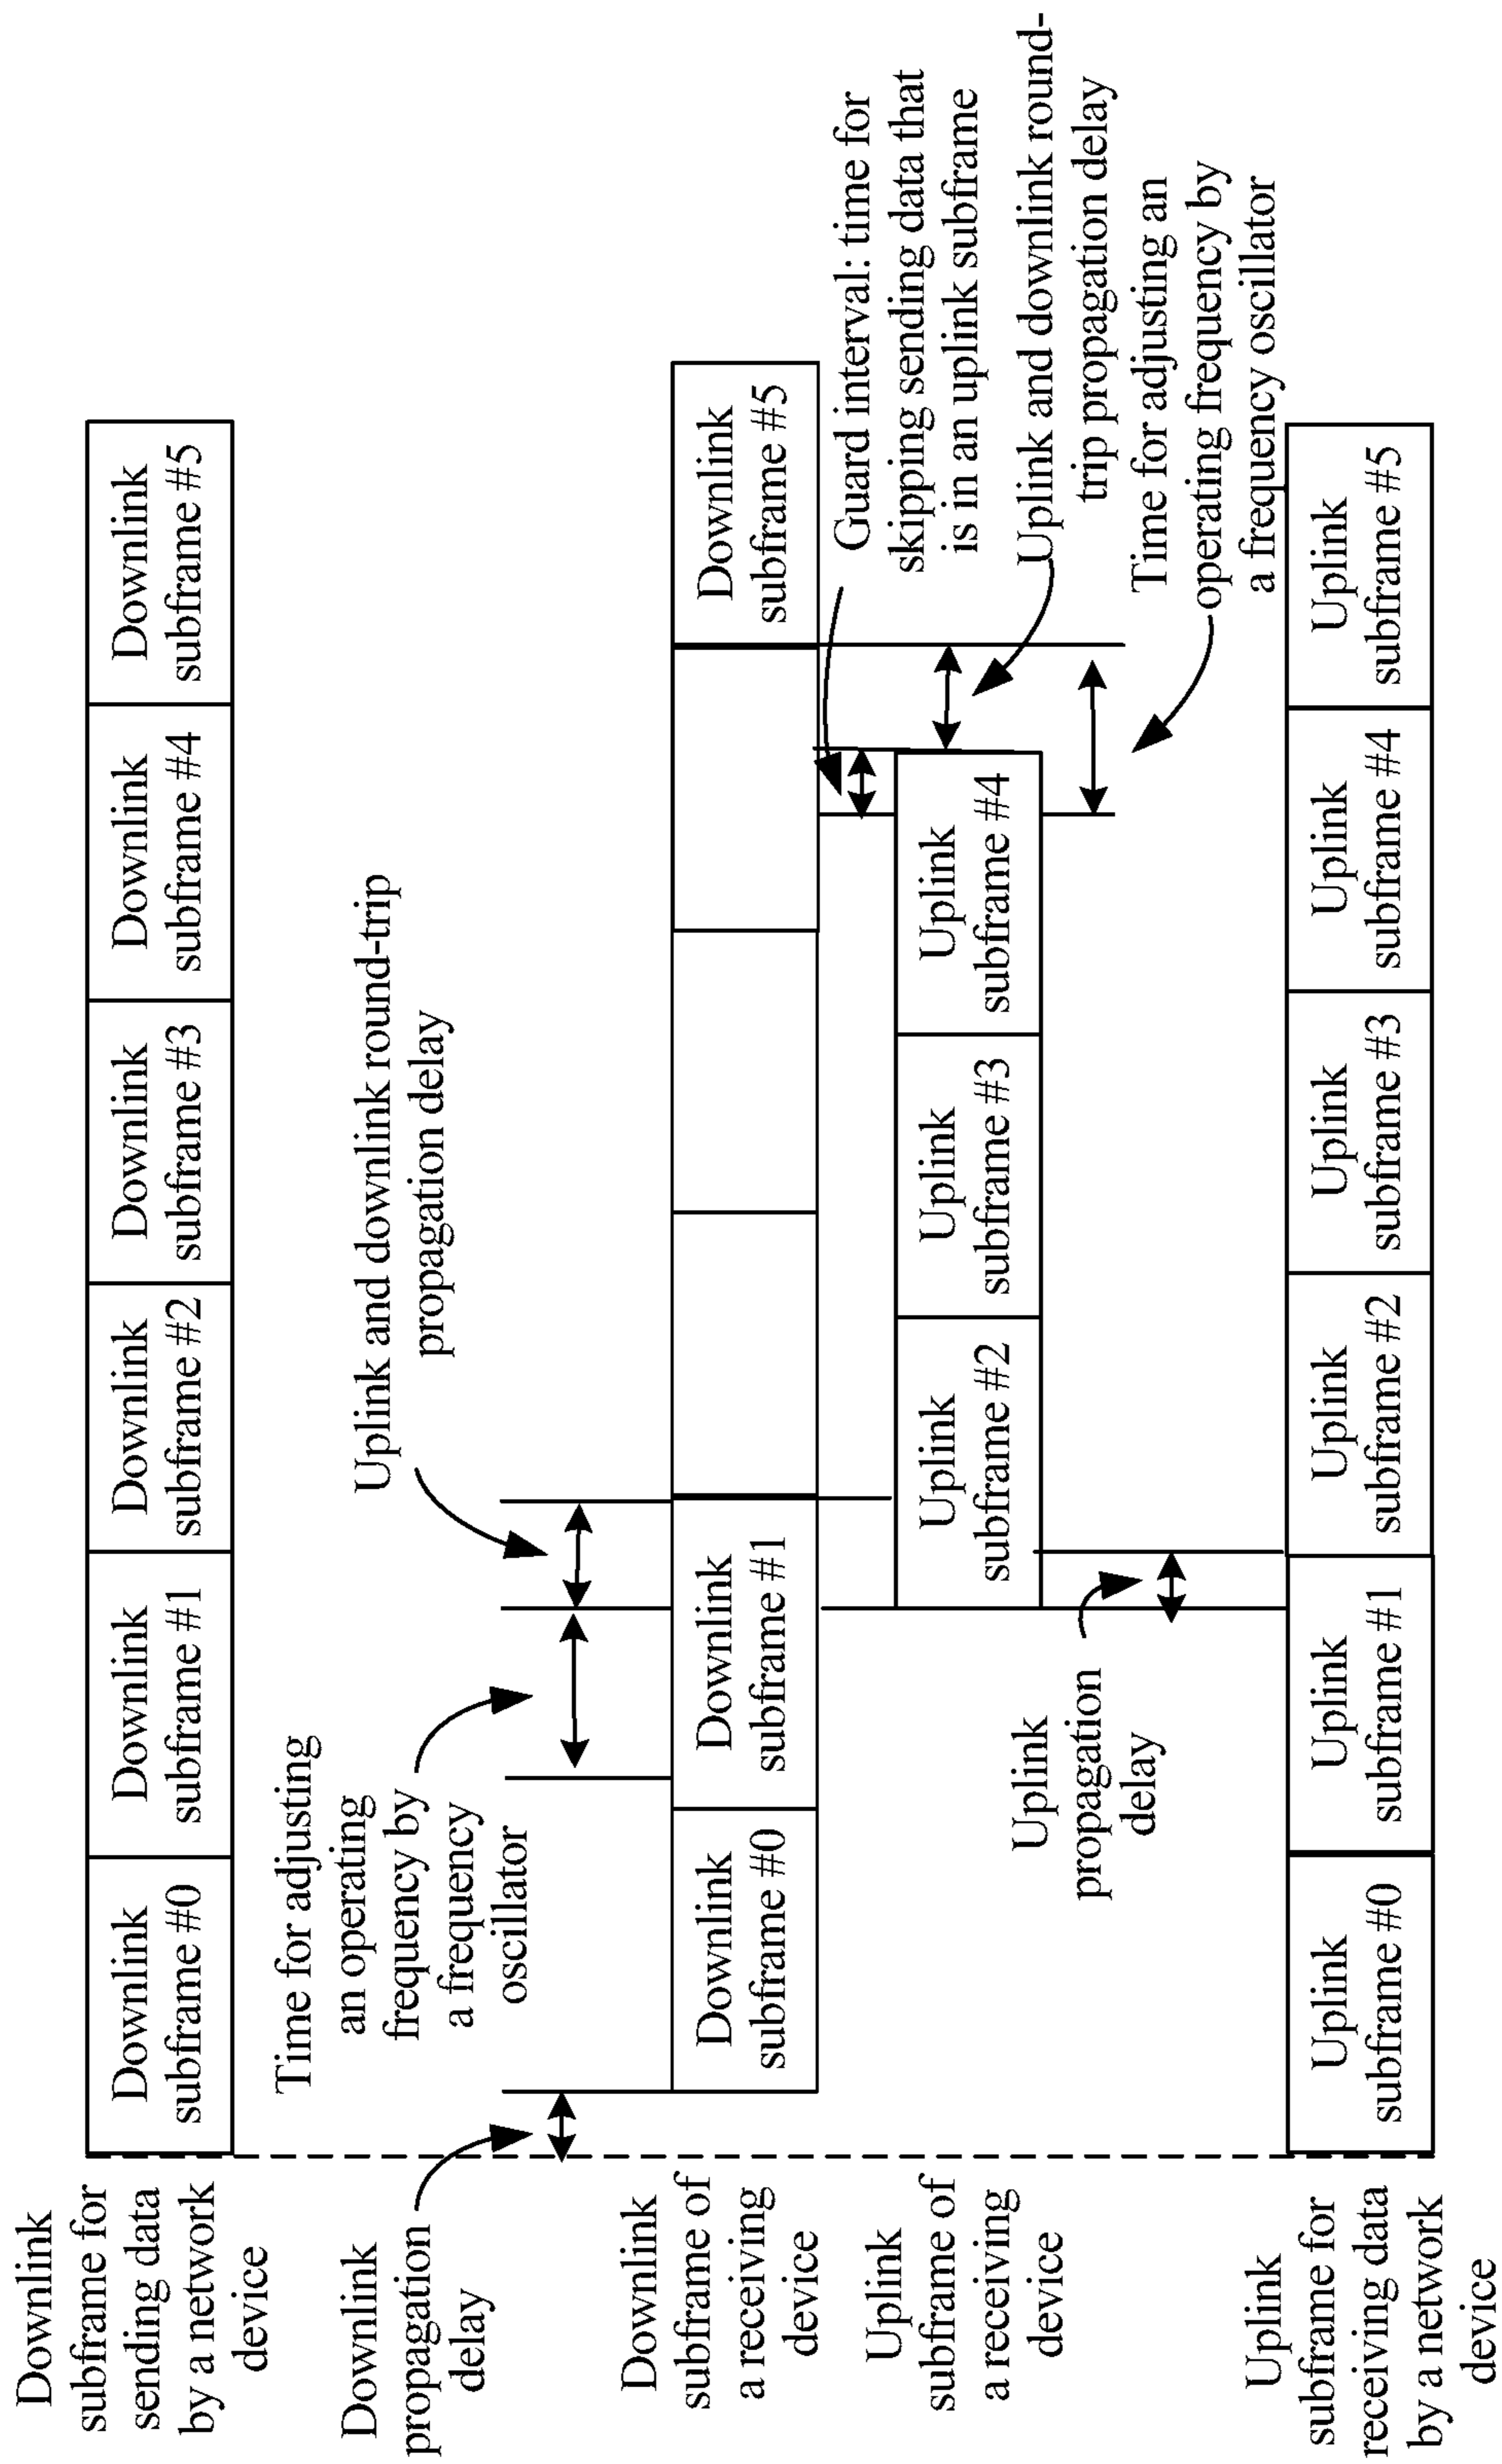 Downlink
subframe for
sending data
by a network
device
Downlink
subframe #0
Downlink
subframe #1
Downlink
subframe #2
Downlink
subframe #3
Downlink
subframe #4
Downlink
subframe #5
Downlink
propagation
delay
Time for adjusting
an operating
frequency by
a frequency
oscillator
Uplink and downlink round-trip
propagation delay
Downlink
subframe of
a receiving
device
Downlink
subframe #0
Downlink
subframe #1
Downlink
subframe #5
Guard interval: time for
skipping sending data that
is in an uplink subframe
Uplink
subframe of
a receiving
device
Uplink
subframe #2
Uplink
subframe #3
Uplink
subframe #4
Uplink and downlink round-
trip propagation delay
Uplink
propagation
delay
Time for adjusting an
operating frequency by
a frequency oscillator
Uplink
subframe for
receiving data
by a network
device
Uplink
subframe #0
Uplink
subframe #1
Uplink
subframe #2
Uplink
subframe #3
Uplink
subframe #4
Uplink
subframe #5